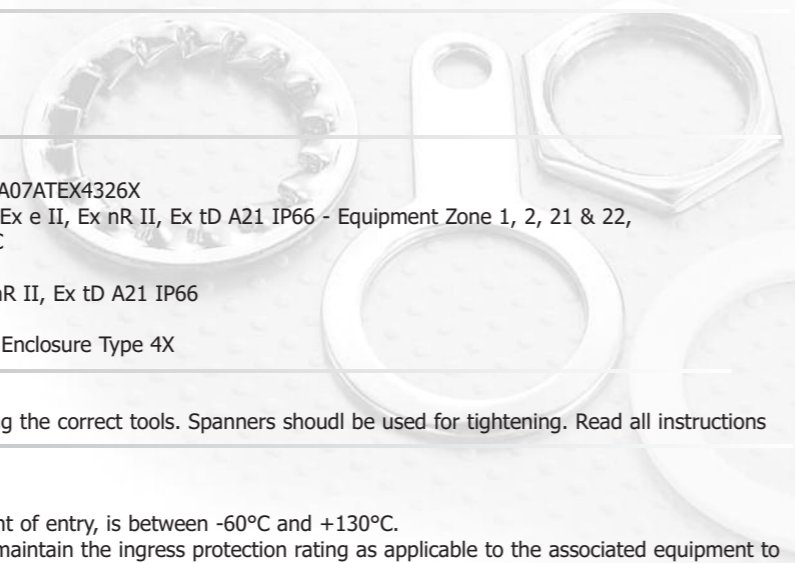 A07ATEX4326X
Ex e II, Ex nR II, Ex tD A21 IP66 - Equipment Zone 1, 2, 21 & 22,
C
nR II, Ex tD A21 IP66
Enclosure Type 4X
g the correct tools. Spanners shoudl be used for tightening. Read all instructions
nt of entry, is between -60°C and +130°C.
maintain the ingress protection rating as applicable to the associated equipment to